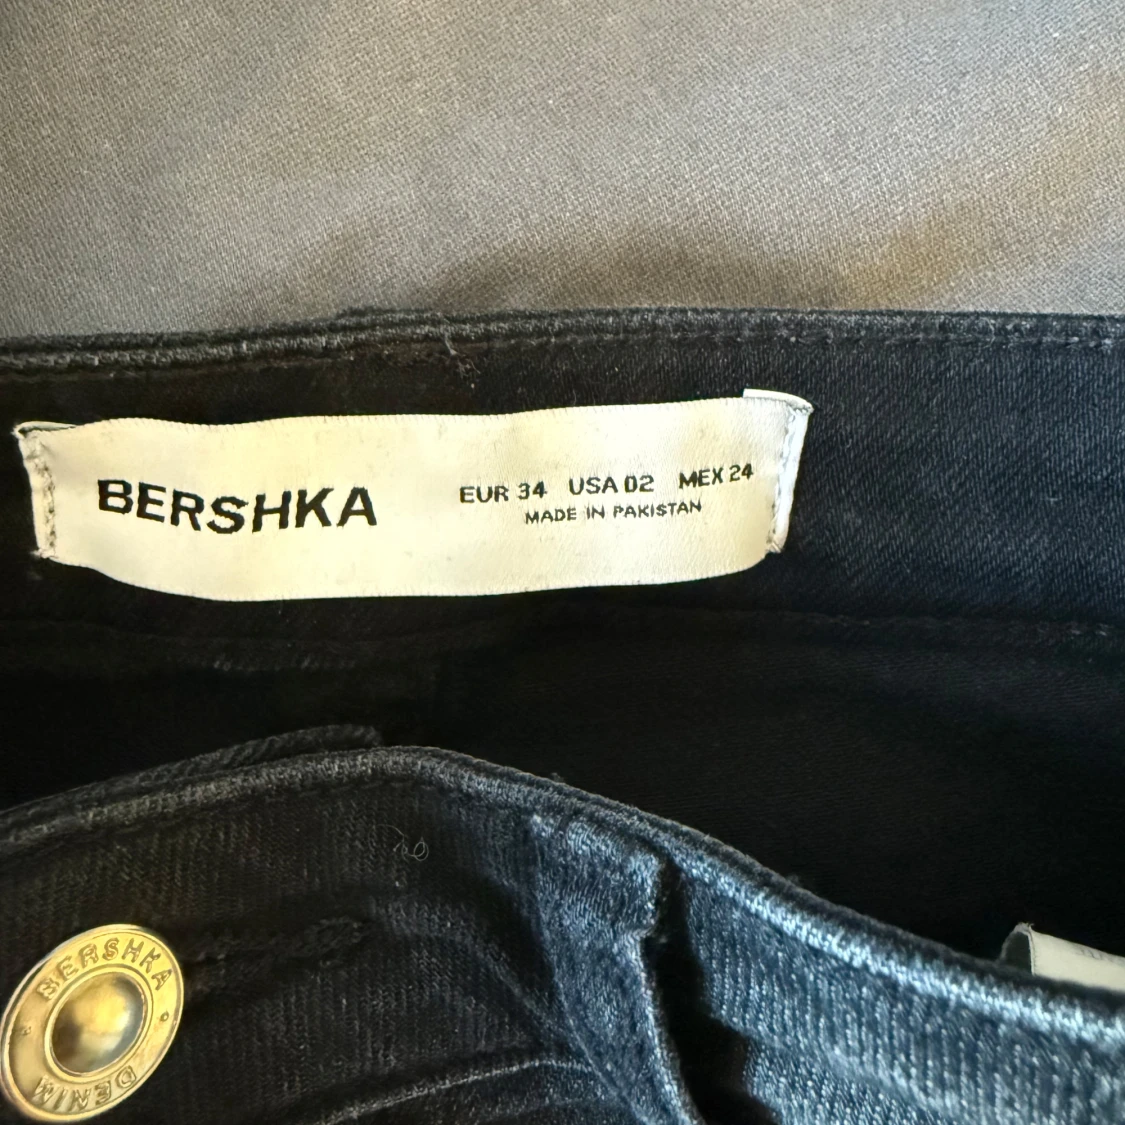 BERSHKA
EUR 34 USA 02 MEX 24
MADE IN PAKISTAN
BERSHKA
DENIM